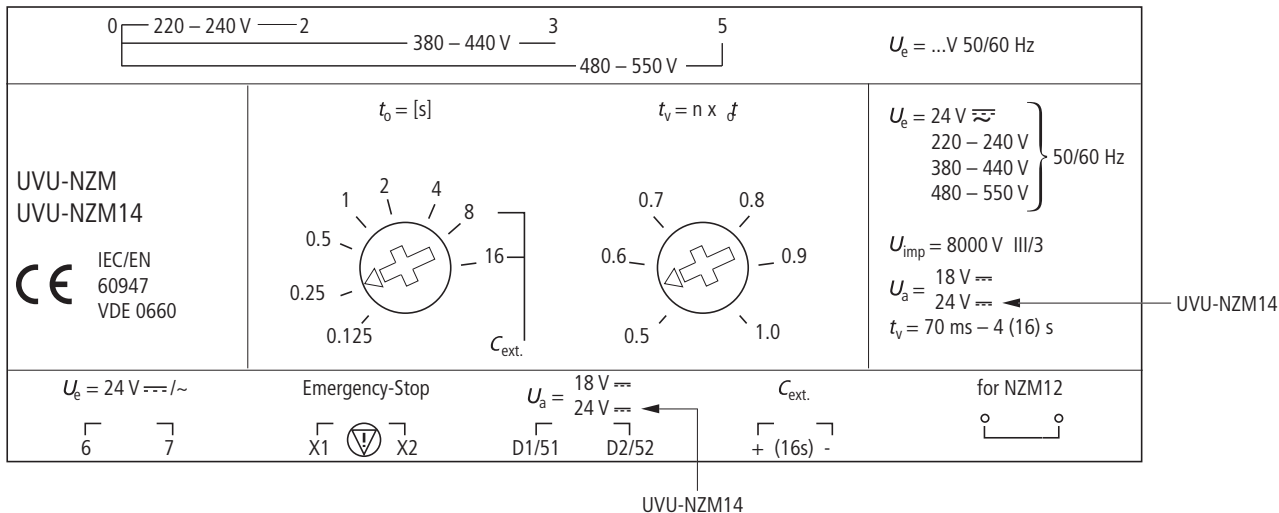 0 220 – 240 V 2
380 – 440 V 3
480 – 550 V 5
Ue = ...V 50/60 Hz
UVU-NZM
UVU-NZM14
CE
IEC/EN
60947
VDE 0660
to = [s]
0.125
0.25
0.5
1
2
4
8
16
Cext.
tv = n x ot
0.5
0.6
0.7
0.8
0.9
1.0
Ue = 24 V
220 – 240 V
380 – 440 V
480 – 550 V
50/60 Hz
Uimp = 8000 V III/3
Ua = 18 V
24 V
UVU-NZM14
tv = 70 ms – 4 (16) s
Ue = 24 V /~
6 7
Emergency-Stop
X1 ! X2
Ua = 18 V
24 V
D1/51 D2/52
Cext.
+ (16s) -
for NZM12
UVU-NZM14